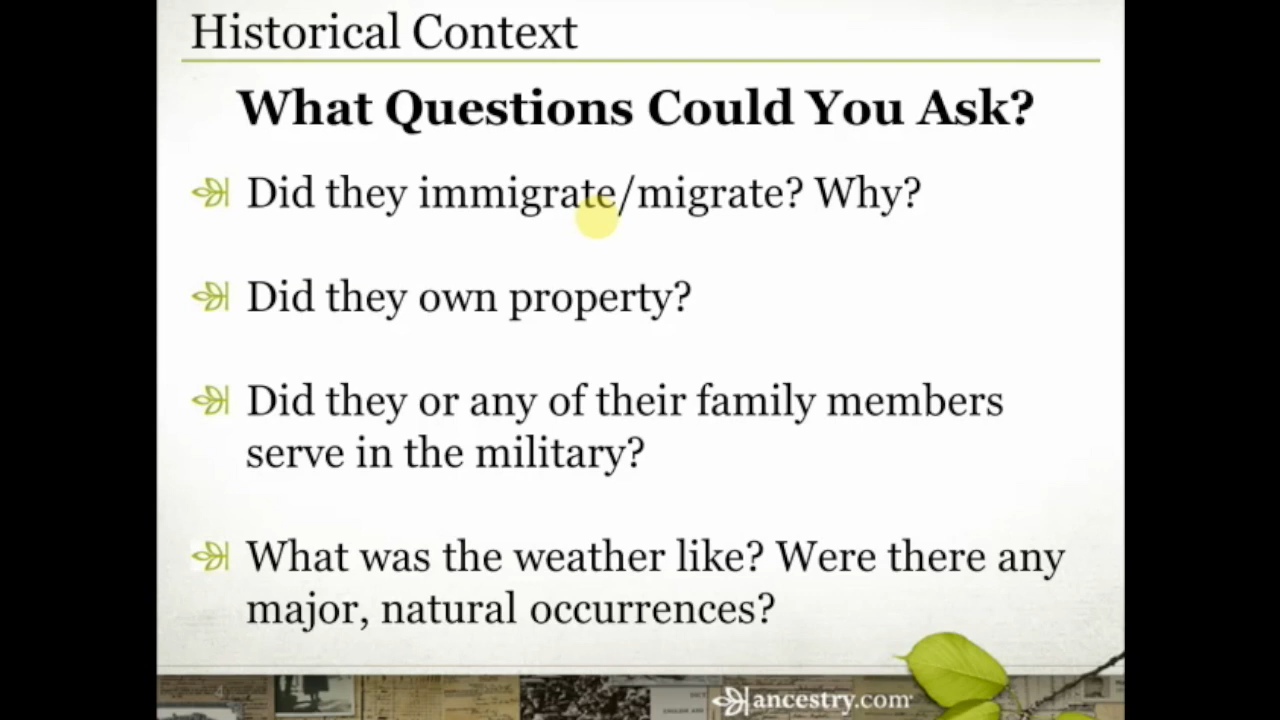 Historical Context
What Questions Could You Ask?
Did they immigrate/migrate? Why?
Did they own property?
Did they or any of their family members
serve in the military?
What was the weather like? Were there any
major, natural occurrences?
ancestry.com